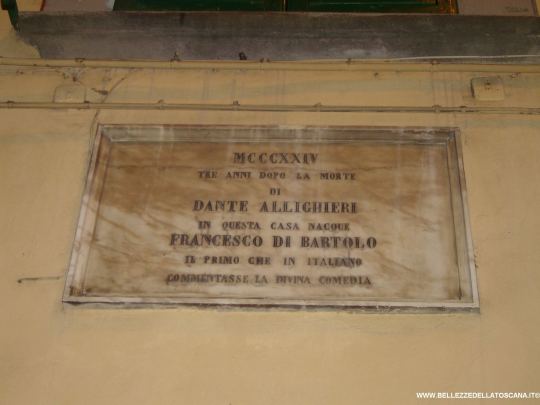 MCCCXXIV
TRE ANNI DOPO LA MORTE
DI
DANTE ALLIGHIERI
IN QUESTA CASA NACQUE
FRANCESCO DI BARTOLO
IL PRIMO CHE IN ITALIANO
COMMENTASSE LA DIVINA COMEDIA
WWW.BELLEZZEDELLATOSCANA.IT©